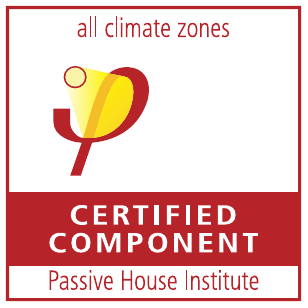 all climate zones
CERTIFIED
COMPONENT
Passive House Institute